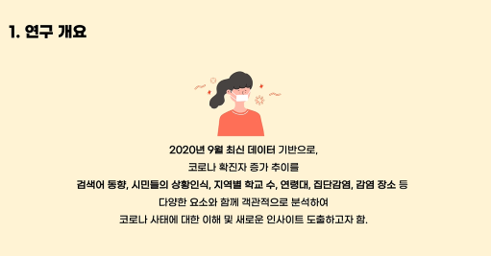 1. 연구 개요
2020년 9월 최신 데이터 기반으로,
코로나 확진자 증가 추이를
검색어 동향, 시민들의 상황인식, 지역별 학교 수, 연령대, 집단감염, 감염 장소 등
다양한 요소와 함께 객관적으로 분석하여
코로나 사태에 대한 이해 및 새로운 인사이트 도출하고자 함.